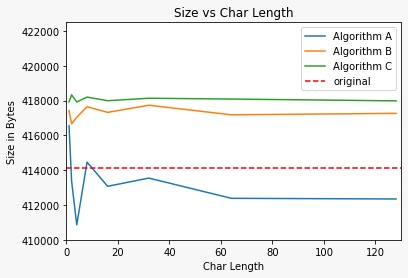 Size vs Char Length
422000
420000
418000
416000
414000
412000
410000
Size in Bytes
Algorithm A
Algorithm B
Algorithm C
original
0 20 40 60 80 100 120
Char Length